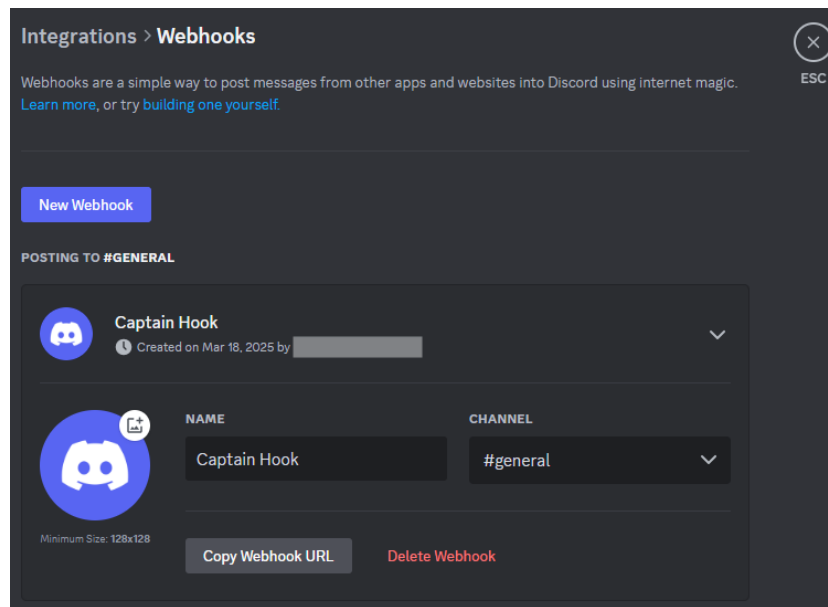 Integrations > Webhooks
ESC
Webhooks are a simple way to post messages from other apps and websites into Discord using internet magic.
Learn more, or try building one yourself.
New Webhook
POSTING TO #GENERAL
Captain Hook
Created on Mar 18, 2025 by
NAME
CHANNEL
Captain Hook
#general
Minimum Size: 128x128
Copy Webhook URL
Delete Webhook